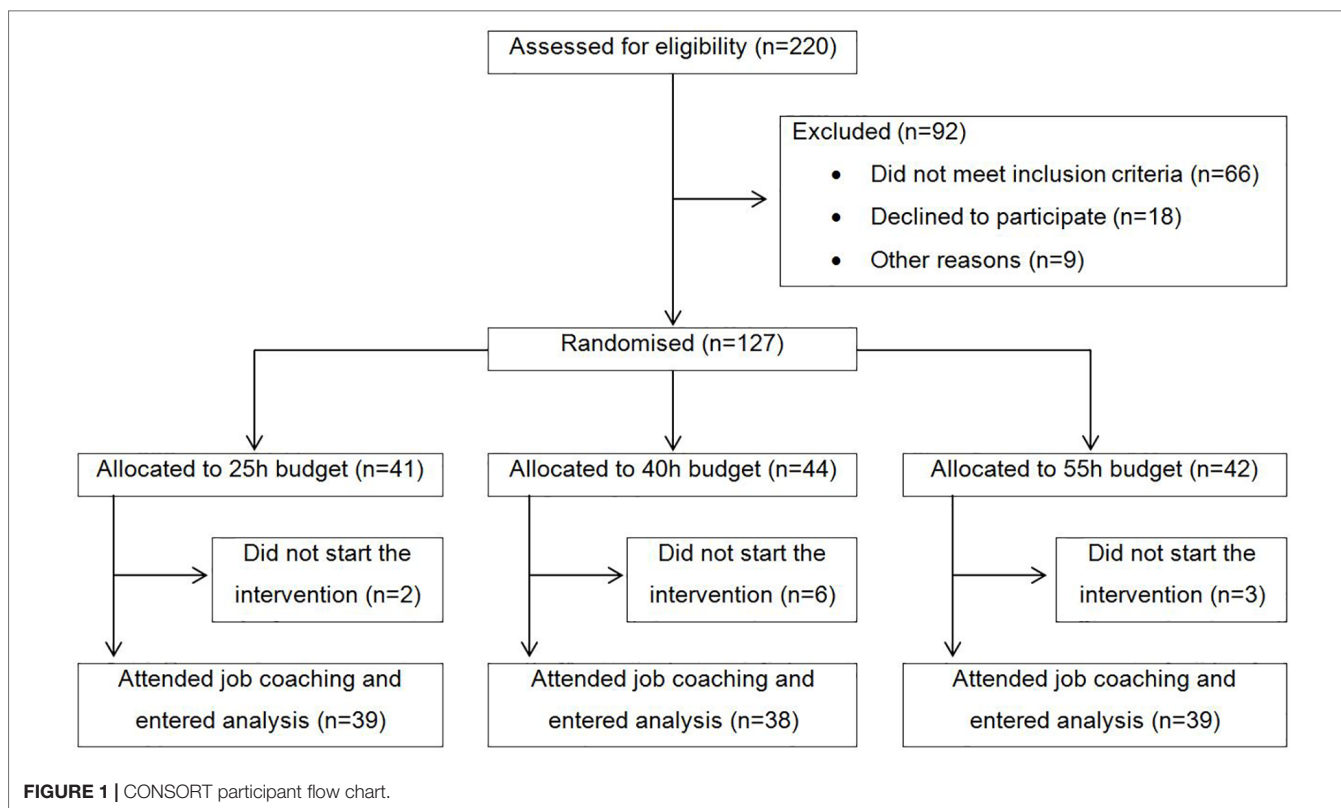 Assessed for eligibility (n=220)
Excluded (n=92)
• Did not meet inclusion criteria (n=66)
• Declined to participate (n=18)
• Other reasons (n=9)
Randomised (n=127)
Allocated to 25h budget (n=41)
Allocated to 40h budget (n=44)
Allocated to 55h budget (n=42)
Did not start the
intervention (n=2)
Did not start the
intervention (n=6)
Did not start the
intervention (n=3)
Attended job coaching and
entered analysis (n=39)
Attended job coaching and
entered analysis (n=38)
Attended job coaching and
entered analysis (n=39)
FIGURE 1 | CONSORT participant flow chart.